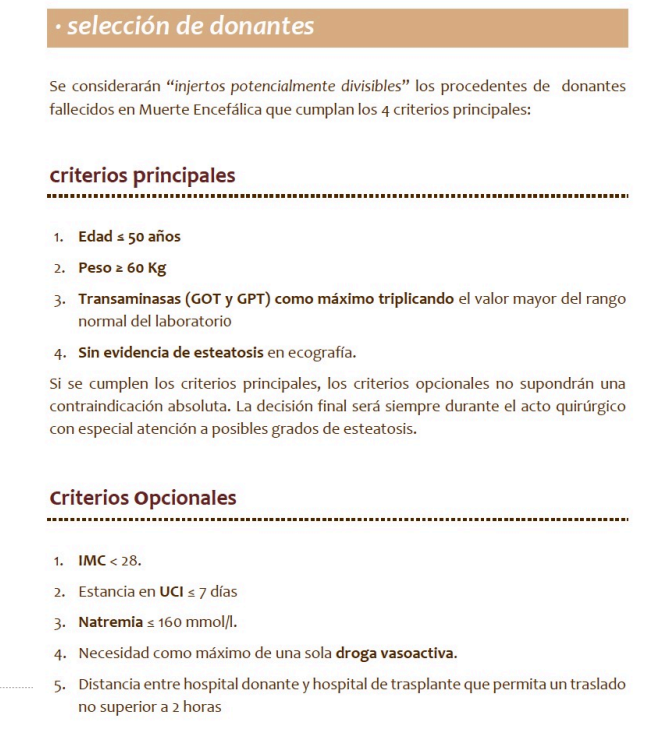 · selección de donantes
Se considerarán “injertos potencialmente divisibles” los procedentes de donantes
fallecidos en Muerte Encefálica que cumplan los 4 criterios principales:
criterios principales
1. Edad ≤ 50 años
2. Peso ≥ 60 Kg
3. Transaminasas (GOT y GPT) como máximo triplicando el valor mayor del rango
normal del laboratorio
4. Sin evidencia de esteatosis en ecografía.
Si se cumplen los criterios principales, los criterios opcionales no supondrán una
contraindicación absoluta. La decisión final será siempre durante el acto quirúrgico
con especial atención a posibles grados de esteatosis.
Criterios Opcionales
1. IMC < 28.
2. Estancia en UCI ≤ 7 días
3. Natremia ≤ 160 mmol/l.
4. Necesidad como máximo de una sola droga vasoactiva.
5. Distancia entre hospital donante y hospital de trasplante que permita un traslado
no superior a 2 horas